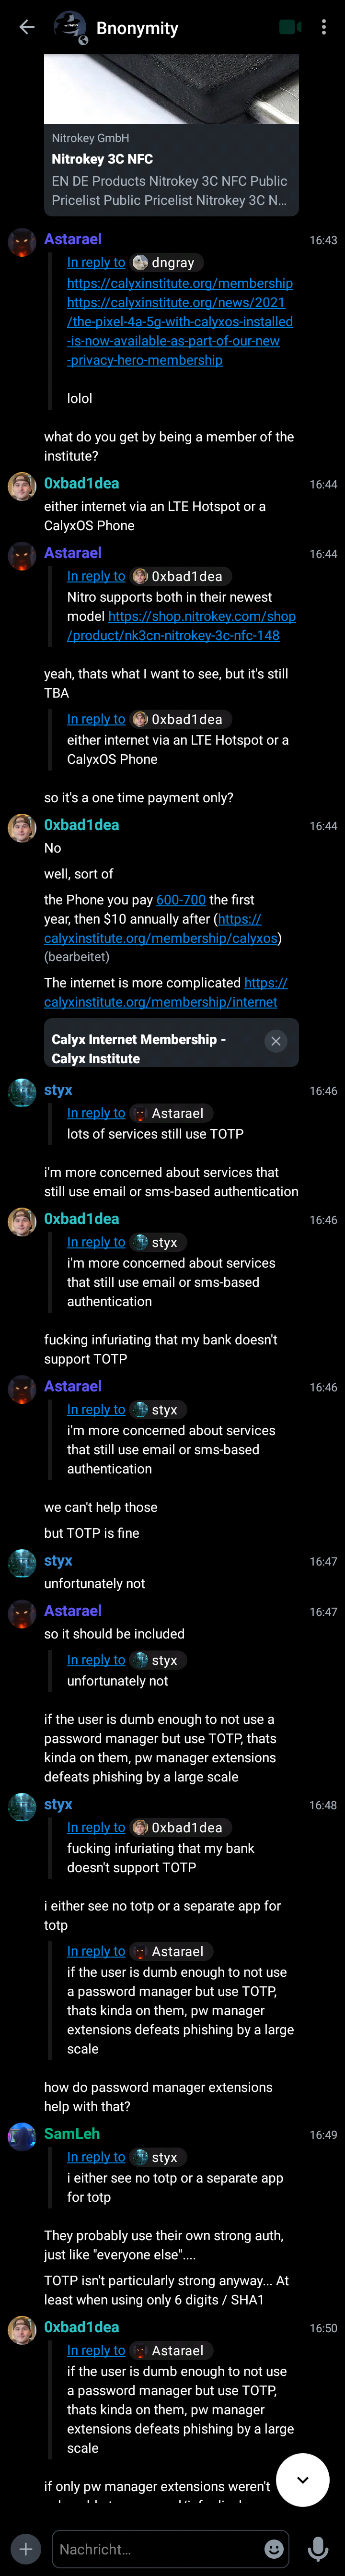 Bnonymity
Nitrokey GmbH
Nitrokey 3C NFC
EN DE Products Nitrokey 3C NFC Public
Pricelist Public Pricelist Nitrokey 3C N...
Astarael
16:43
In reply to dngray
https://calyxinstitute.org/membership
https://calyxinstitute.org/news/2021
/the-pixel-4a-5g-with-calyxos-installed
-is-now-available-as-part-of-our-new
-privacy-hero-membership
lolol
what do you get by being a member of the
institute?
0xbad1dea
16:44
either internet via an LTE Hotspot or a
CalyxOS Phone
Astarael
16:44
In reply to 0xbad1dea
Nitro supports both in their newest
model https://shop.nitrokey.com/shop
/product/nk3cn-nitrokey-3c-nfc-148
yeah, thats what I want to see, but it's still
TBA
In reply to 0xbad1dea
either internet via an LTE Hotspot or a
CalyxOS Phone
so it's a one time payment only?
0xbad1dea
16:44
No
well, sort of
the Phone you pay 600-700 the first
year, then $10 annually after (https://
calyxinstitute.org/membership/calyxos)
(bearbeitet)
The internet is more complicated https://
calyxinstitute.org/membership/internet
Calyx Internet Membership -
Calyx Institute
styx
16:46
In reply to Astarael
lots of services still use TOTP
i'm more concerned about services that
still use email or sms-based authentication
0xbad1dea
16:46
In reply to styx
i'm more concerned about services
that still use email or sms-based
authentication
fucking infuriating that my bank doesn't
support TOTP
Astarael
16:46
In reply to styx
i'm more concerned about services
that still use email or sms-based
authentication
we can't help those
but TOTP is fine
styx
16:47
unfortunately not
Astarael
16:47
so it should be included
In reply to styx
unfortunately not
if the user is dumb enough to not use a
password manager but use TOTP, thats
kinda on them, pw manager extensions
defeats phishing by a large scale
styx
16:48
In reply to 0xbad1dea
fucking infuriating that my bank
doesn't support TOTP
i either see no totp or a separate app for
totp
In reply to Astarael
if the user is dumb enough to not use
a password manager but use TOTP,
thats kinda on them, pw manager
extensions defeats phishing by a large
scale
how do password manager extensions
help with that?
SamLeh
16:49
In reply to styx
i either see no totp or a separate app
for totp
They probably use their own strong auth,
just like "everyone else"....
TOTP isn't particularly strong anyway... At
least when using only 6 digits / SHA1
0xbad1dea
16:50
In reply to Astarael
if the user is dumb enough to not use
a password manager but use TOTP,
thats kinda on them, pw manager
extensions defeats phishing by a large
scale
if only pw manager extensions weren't
Nachricht...